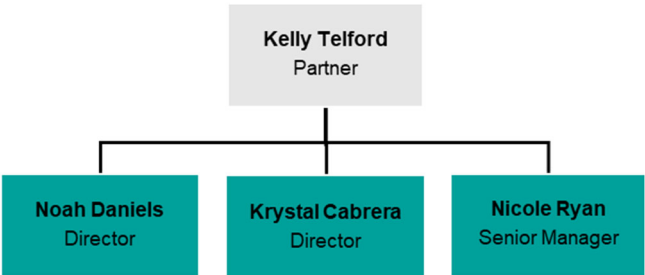 Kelly Telford
Partner
Noah Daniels
Director
Krystal Cabrera
Director
Nicole Ryan
Senior Manager